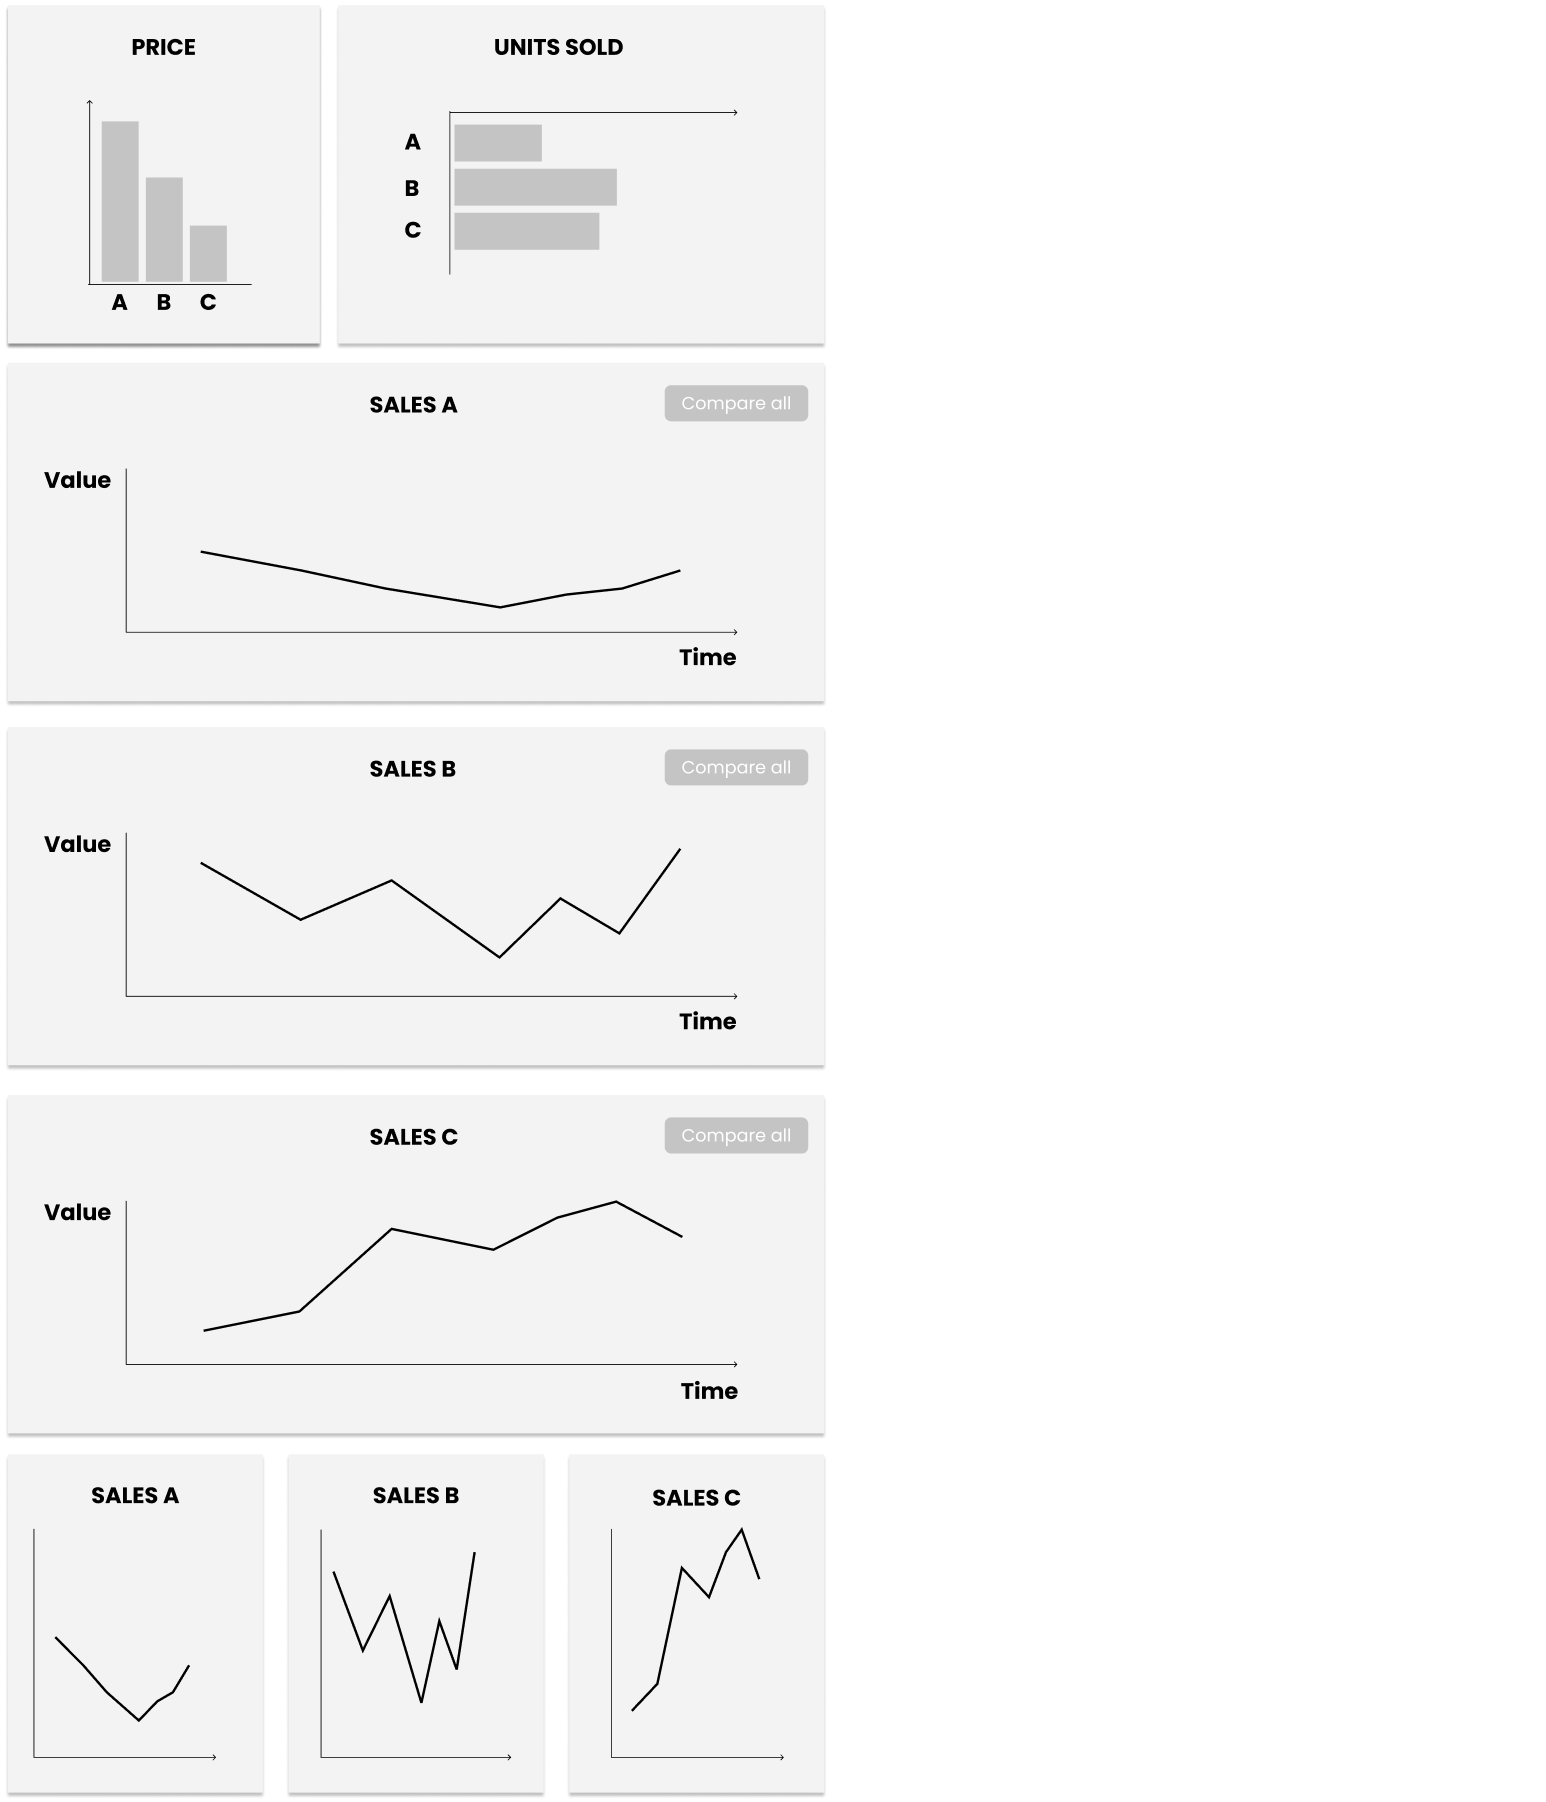 PRICE
A B C
UNITS SOLD
A
B
C
SALES A
Compare all
Value
Time
SALES B
Compare all
Value
Time
SALES C
Compare all
Value
Time
SALES A
SALES B
SALES C